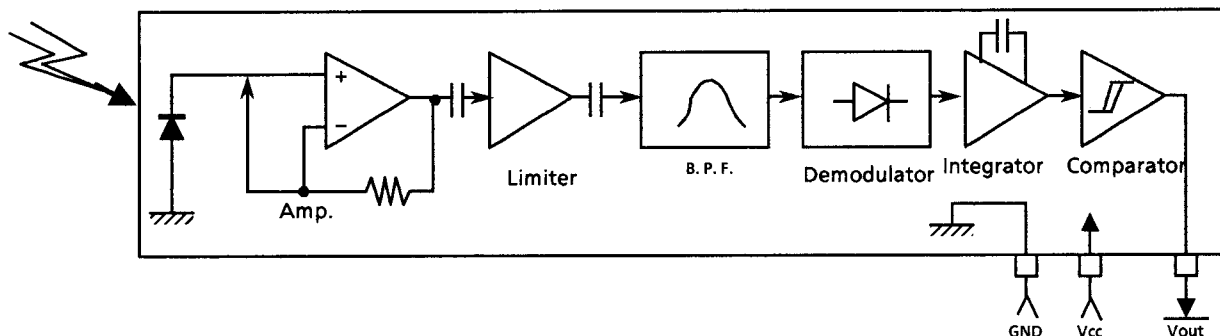 +
−
Amp.
Limiter
B. P. F.
Demodulator
Integrator
Comparator
GND
Vcc
Vout